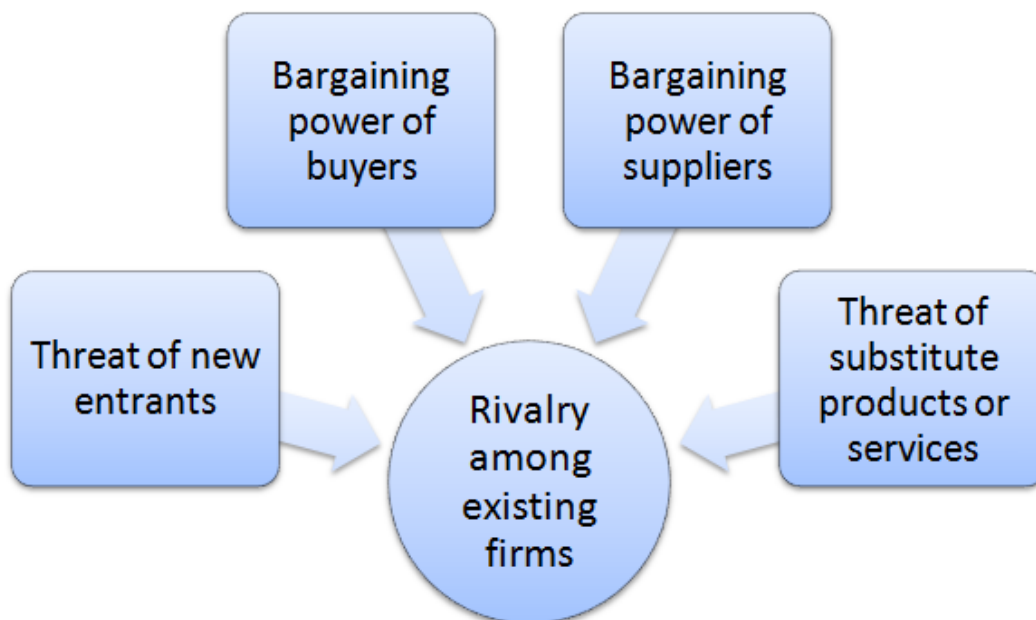 Bargaining
power of
buyers
Bargaining
power of
suppliers
Threat of new
entrants
Threat of
substitute
products or
services
Rivalry
among
existing
firms